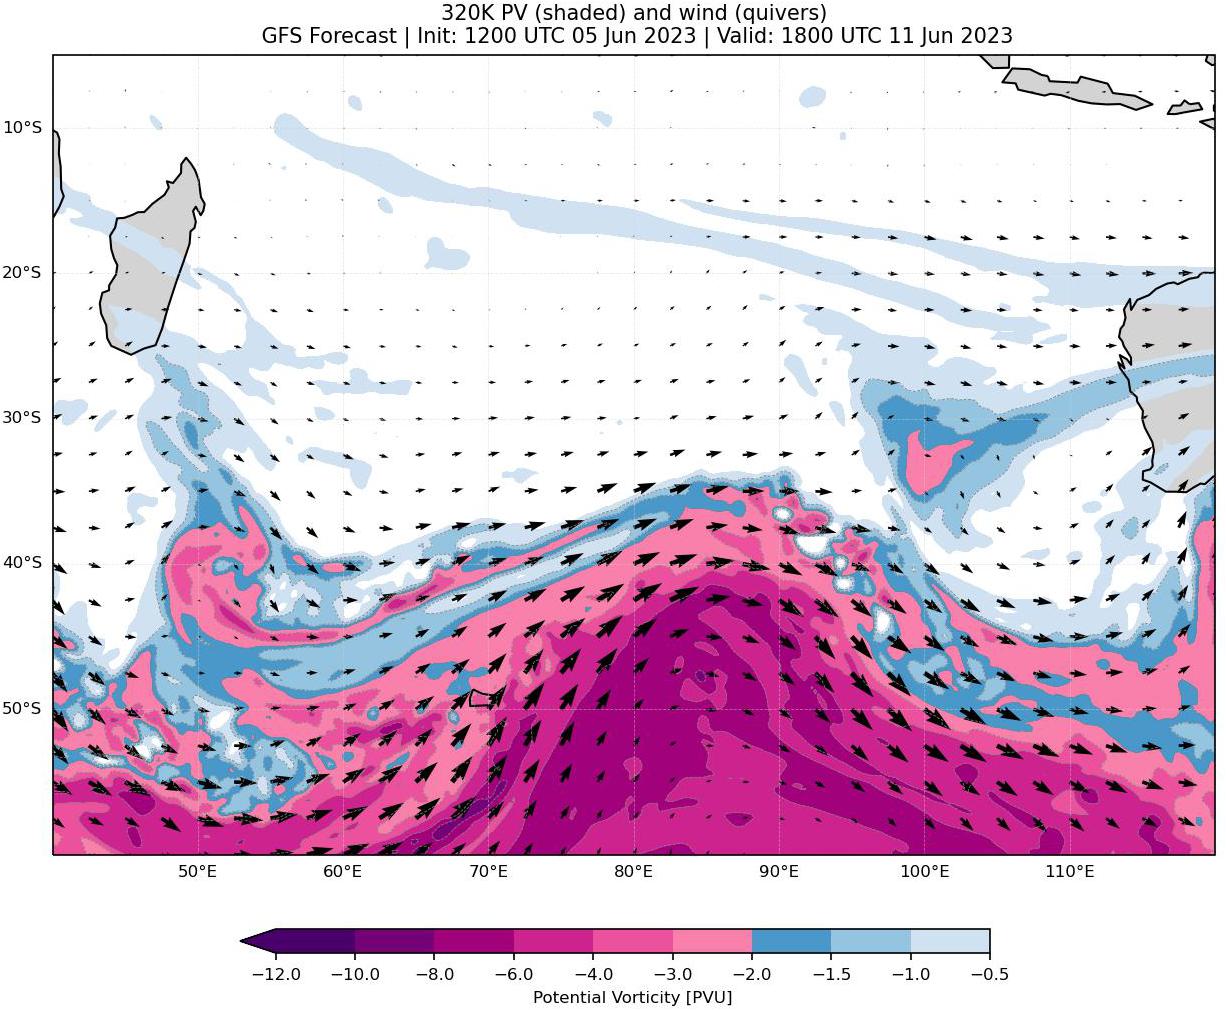 320K PV (shaded) and wind (quivers)
GFS Forecast | Init: 1200 UTC 05 Jun 2023 | Valid: 1800 UTC 11 Jun 2023
10°S
20°S
30°S
40°S
50°S
50°E 60°E 70°E 80°E 90°E 100°E 110°E
−12.0 −10.0 −8.0 −6.0 −4.0 −3.0 −2.0 −1.5 −1.0 −0.5
Potential Vorticity [PVU]